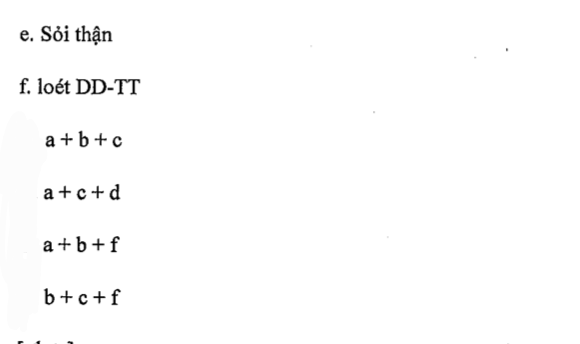 e. Sỏi thận
f. loét DD-TT
a + b + c
a + c + d
a + b + f
b + c + f